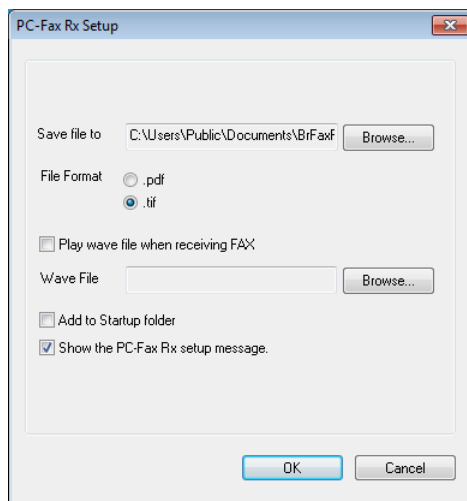 PC-Fax Rx Setup
Save file to C:\Users\Public\Documents\BrFaxF Browse...
File Format .pdf
.tif
Play wave file when receiving FAX
Wave File Browse...
Add to Startup folder
Show the PC-Fax Rx setup message.
OK Cancel